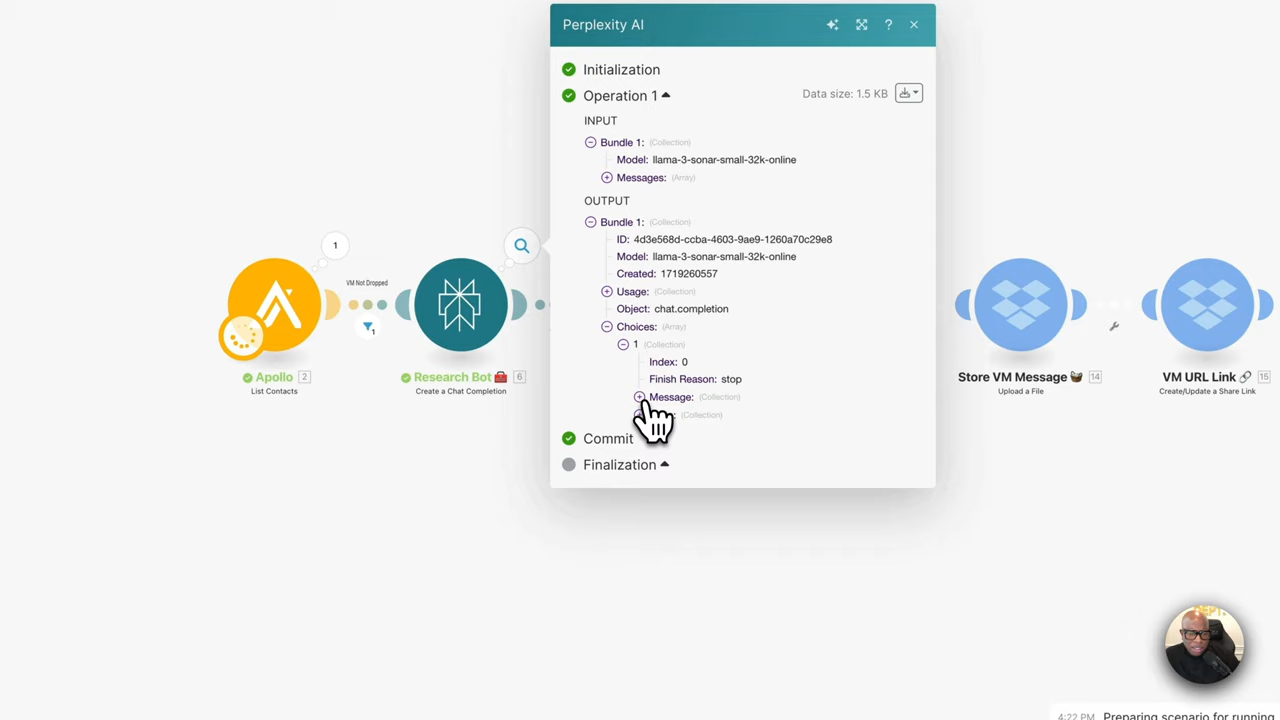 Perplexity AI
?
Initialization
Operation 1
Data size: 1.5 KB
INPUT
Bundle 1: (Collection)
Model: llama-3-sonar-small-32k-online
Messages: (Array)
OUTPUT
Bundle 1: (Collection)
ID: 4d3e568d-ccba-4603-9ae9-1260a70c29e8
Model: llama-3-sonar-small-32k-online
Created: 1719260557
Usage: (Collection)
Object: chat.completion
Choices: (Array)
1 (Collection)
Index: 0
Finish Reason: stop
Message: (Collection)
(Collection)
Commit
Finalization
1
VM Not Dropped
1
Apollo 2
List Contacts
Research Bot 6
Create a Chat Completion
Store VM Message 14
Upload a File
VM URL Link 15
Create/Update a Share Link
4:22 PM Preparing scenario for running